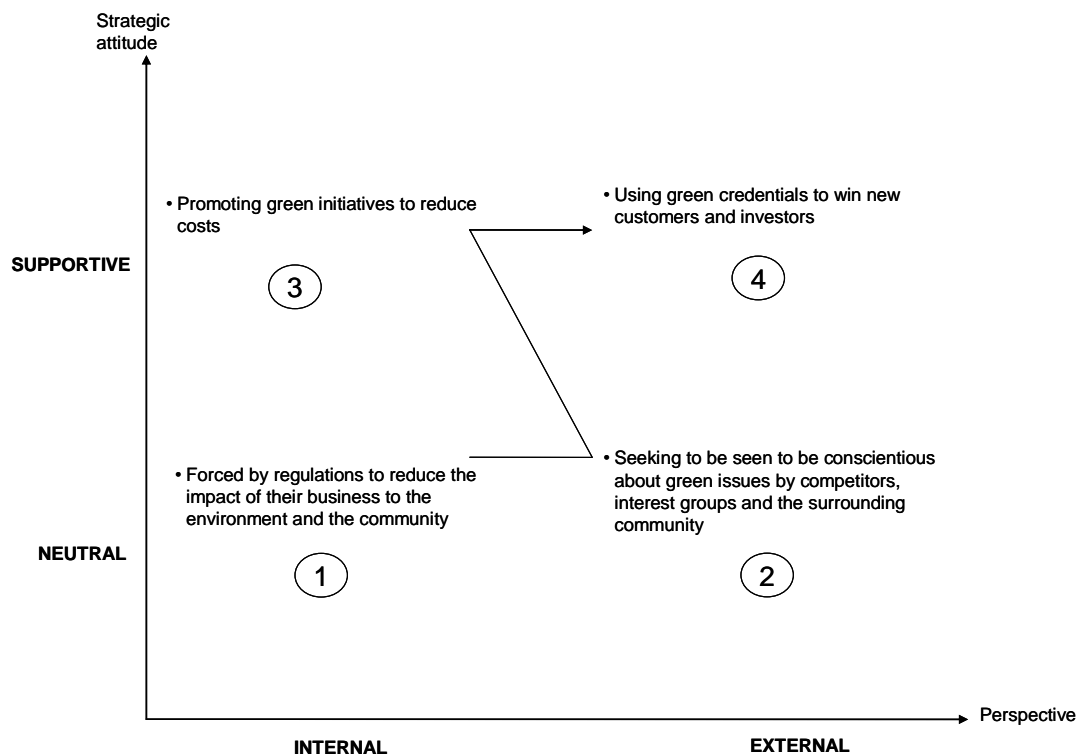 Strategic
attitude
• Promoting green initiatives to reduce
costs
• Using green credentials to win new
customers and investors
SUPPORTIVE
3
4
• Forced by regulations to reduce the
impact of their business to the
environment and the community
• Seeking to be seen to be conscientious
about green issues by competitors,
interest groups and the surrounding
community
NEUTRAL
1
2
Perspective
INTERNAL
EXTERNAL